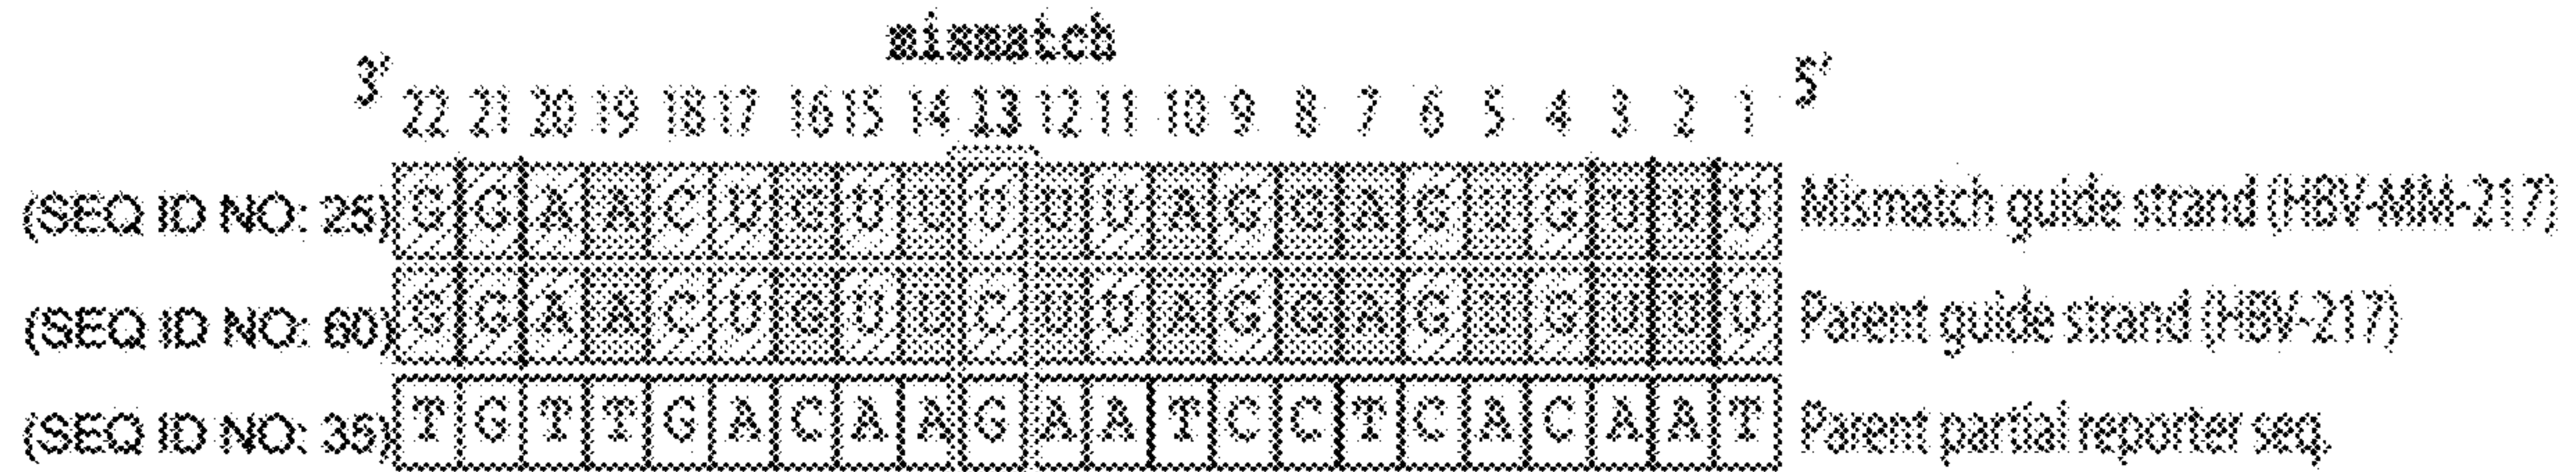 mismatch
3' 22 21 20 19 18 17 16 15 14 13 12 11 10 9 8 7 6 5 4 3 2 1 5'
(SEQ ID NO: 25) G G A A C U G U U U U U A G G A G U G U U U Mismatch guide strand (HBV-MM-217)
(SEQ ID NO: 60) G G A A C U G U U C U U A G G A G U G U U U Parent guide strand (HBV-217)
(SEQ ID NO: 35) T G T T G A C A A G A A T C C T C A C A A T Parent partial reporter seq.